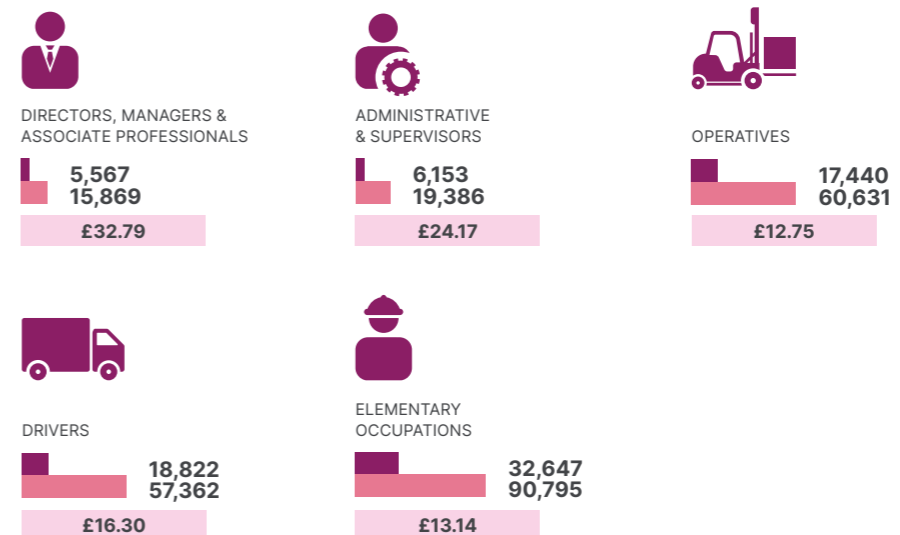 DIRECTORS, MANAGERS &
ASSOCIATE PROFESSIONALS
5,567
15,869
£32.79
ADMINISTRATIVE
& SUPERVISORS
6,153
19,386
£24.17
OPERATIVES
17,440
60,631
£12.75
DRIVERS
18,822
57,362
£16.30
ELEMENTARY
OCCUPATIONS
32,647
90,795
£13.14